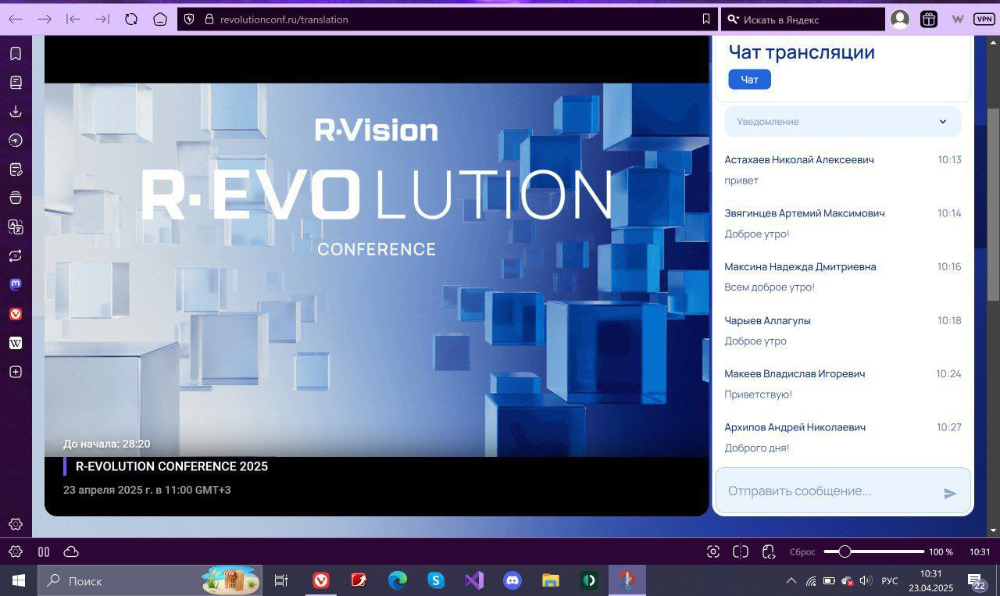 revolutionconf.ru/translation
Искать в Яндекс
VPN
R·Vision
R·EVOLUTION
CONFERENCE
До начала: 28:20
R-EVOLUTION CONFERENCE 2025
23 апреля 2025 г. в 11:00 GMT+3
Чат трансляции
Чат
Уведомление
Астахаев Николай Алексеевич 10:13
привет
Звягинцев Артемий Максимович 10:14
Доброе утро!
Максина Надежда Дмитриевна 10:16
Всем доброе утро!
Чарыев Аллагулы 10:18
Доброе утро
Макеев Владислав Игоревич 10:24
Приветствую!
Архипов Андрей Николаевич 10:27
Доброго дня!
Отправить сообщение...
Сброс 100 % 10:31
Поиск
РУС
10:31
23.04.2025
22